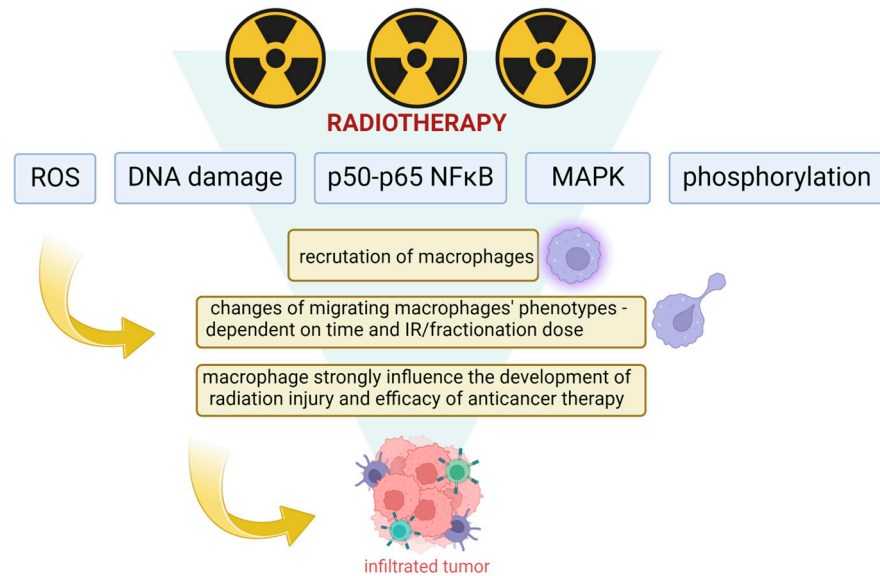 RADIOTHERAPY
ROS
DNA damage
p50-p65 NFκB
MAPK
phosphorylation
recrutation of macrophages
changes of migrating macrophages' phenotypes -
dependent on time and IR/fractionation dose
macrophage strongly influence the development of
radiation injury and efficacy of anticancer therapy
infiltrated tumor